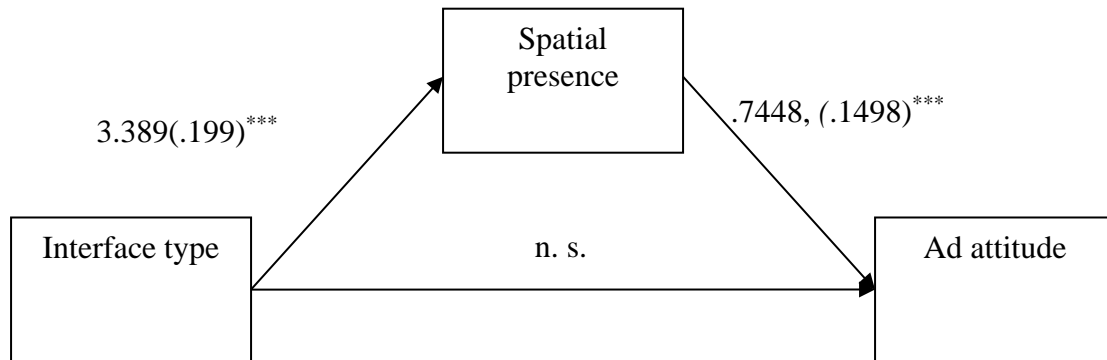 Spatial
presence
3.389(.199)***
.7448, (.1498)***
Interface type
n. s.
Ad attitude